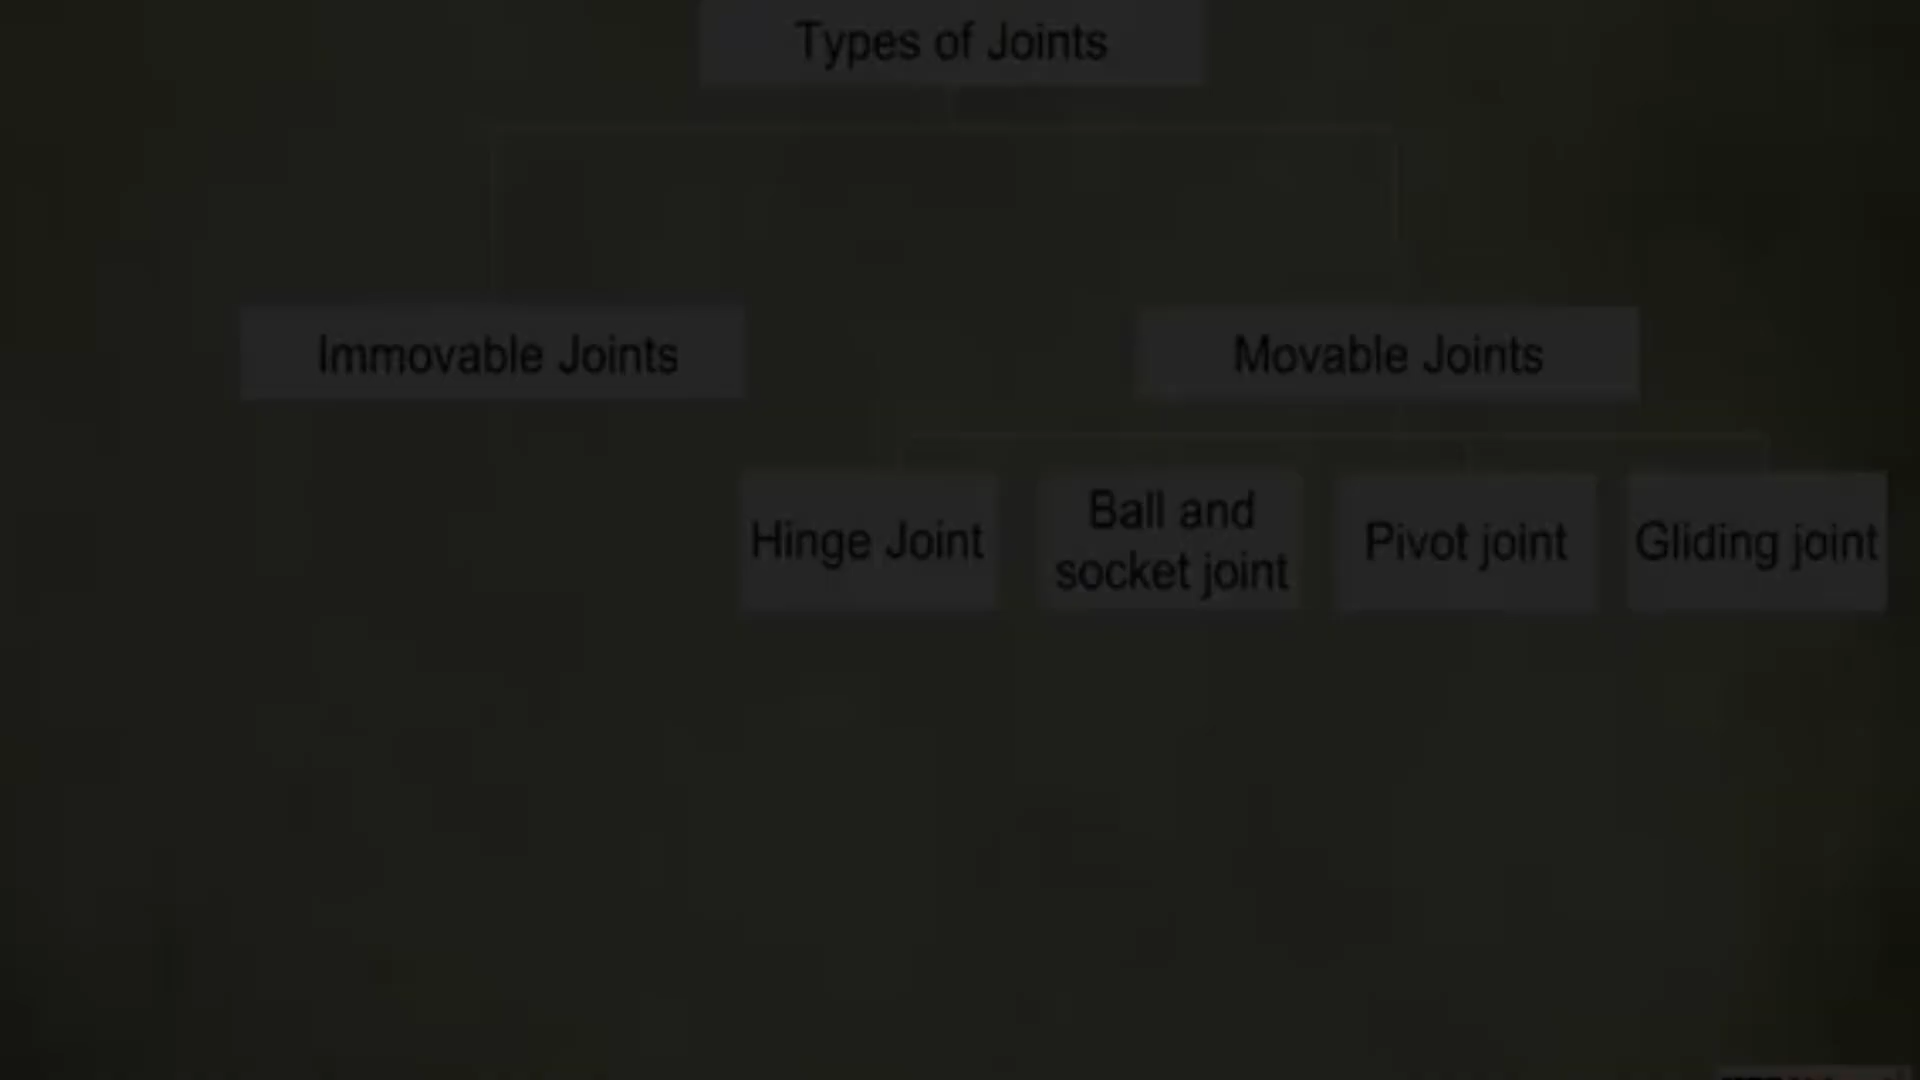 Types of Joints
Immovable Joints
Movable Joints
Hinge Joint
Ball and
socket joint
Pivot joint
Gliding joint